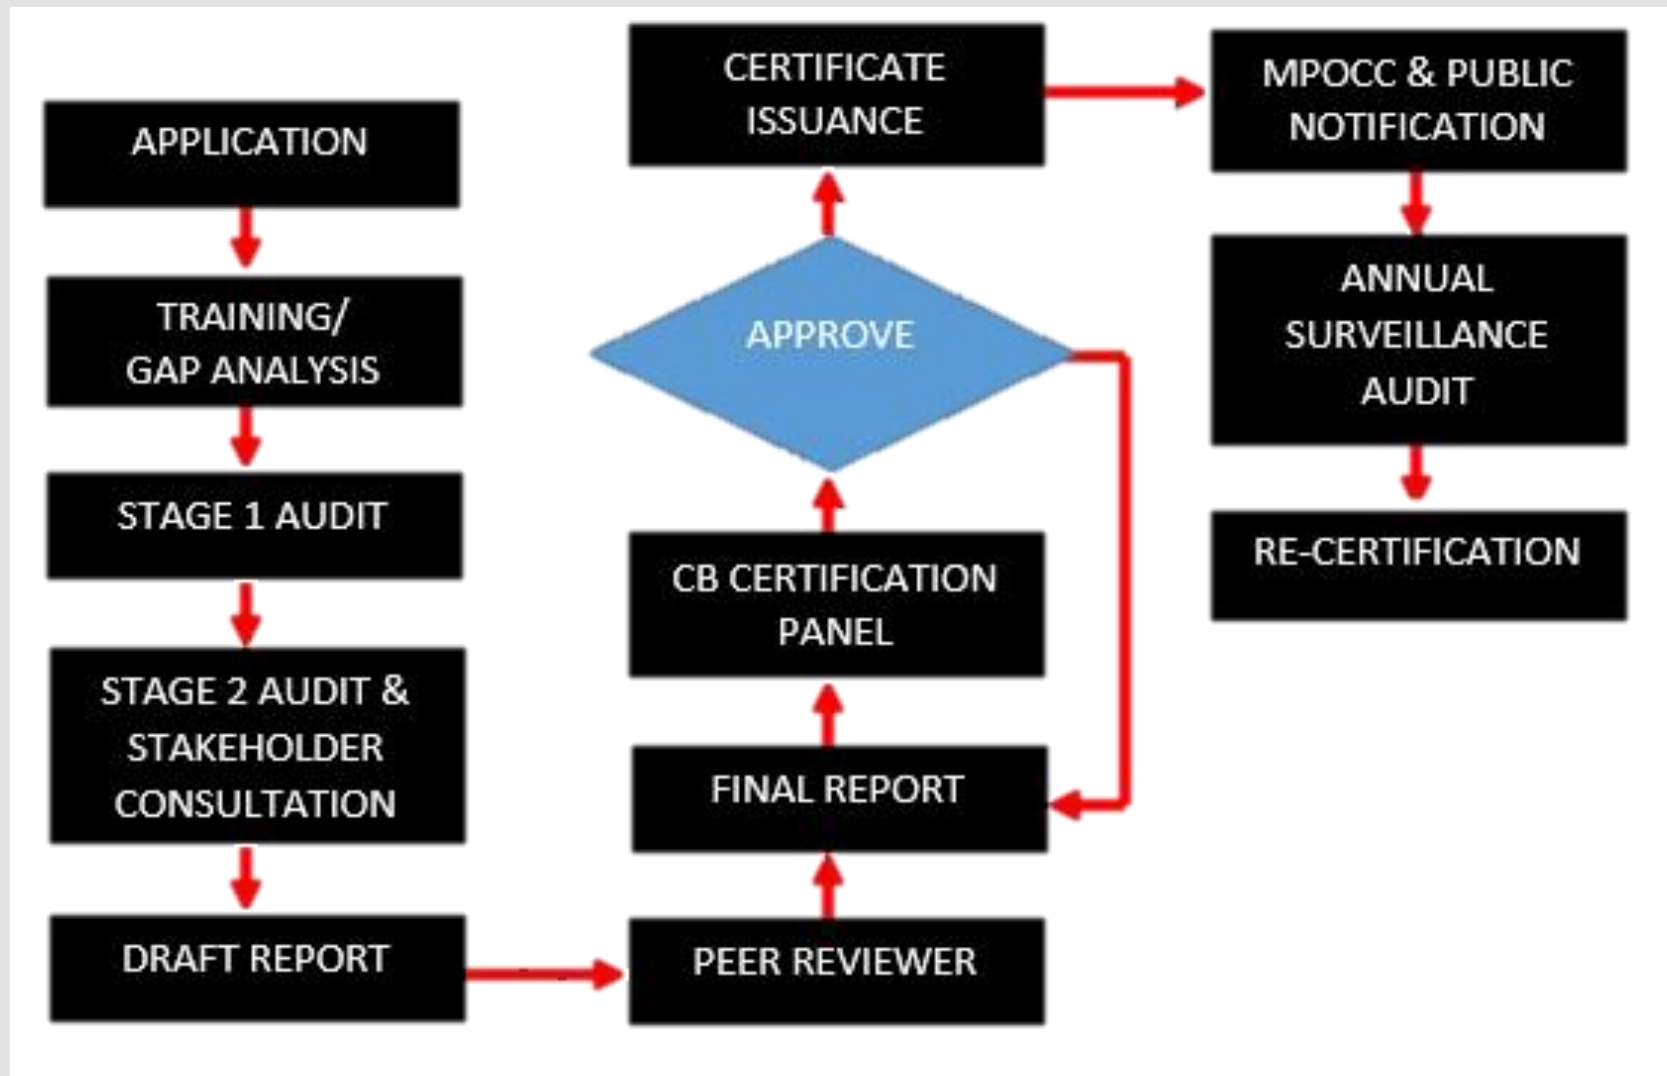 APPLICATION
TRAINING/
GAP ANALYSIS
STAGE 1 AUDIT
STAGE 2 AUDIT &
STAKEHOLDER
CONSULTATION
DRAFT REPORT
PEER REVIEWER
FINAL REPORT
CB CERTIFICATION
PANEL
APPROVE
CERTIFICATE
ISSUANCE
MPOCC & PUBLIC
NOTIFICATION
ANNUAL
SURVEILLANCE
AUDIT
RE-CERTIFICATION